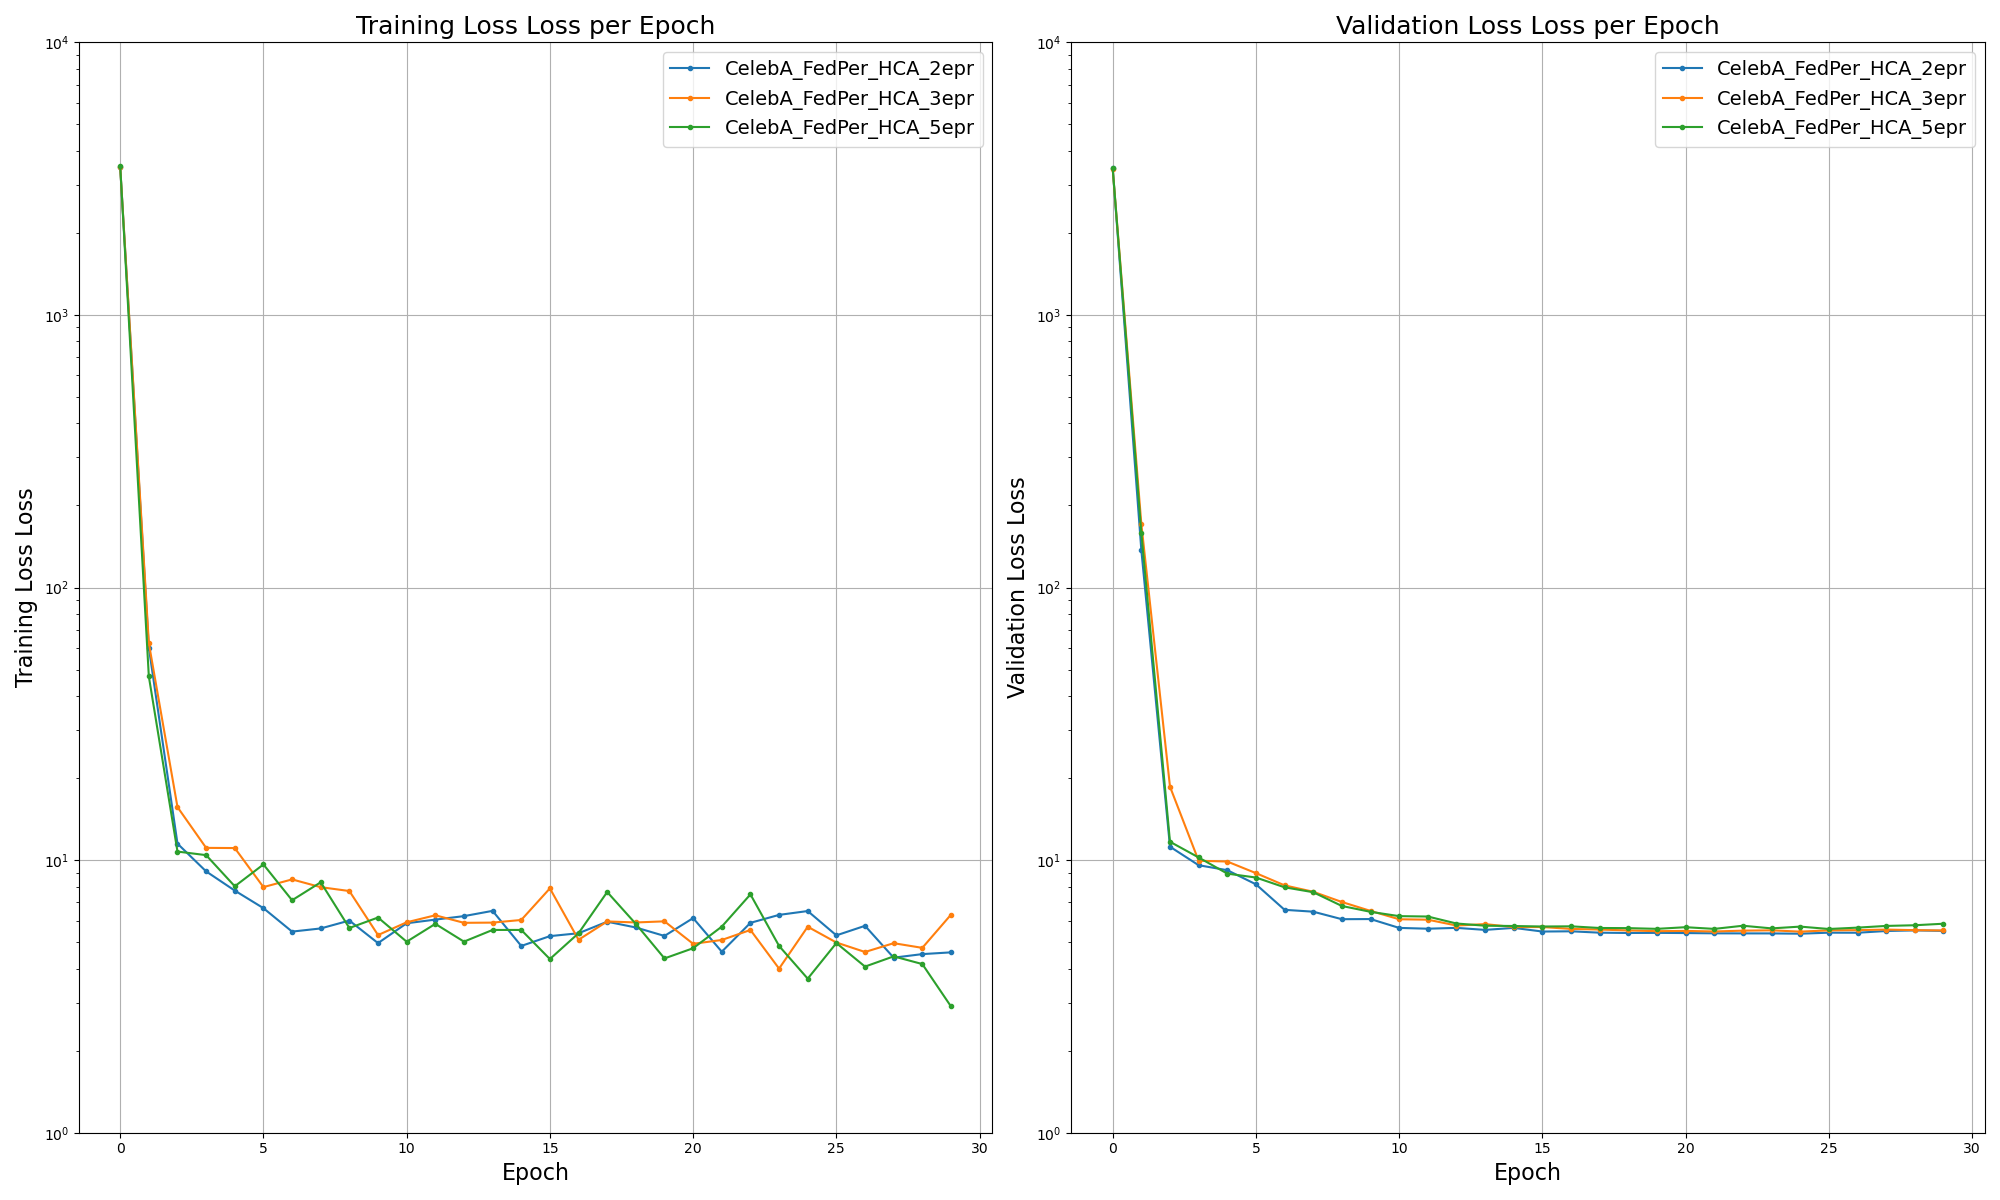 Training Loss Loss per Epoch
10^4
10^3
10^2
10^1
10^0
Training Loss Loss
CelebA_FedPer_HCA_2epr
CelebA_FedPer_HCA_3epr
CelebA_FedPer_HCA_5epr
0 5 10 15 20 25 30
Epoch
Validation Loss Loss per Epoch
10^4
10^3
10^2
10^1
10^0
Validation Loss Loss
CelebA_FedPer_HCA_2epr
CelebA_FedPer_HCA_3epr
CelebA_FedPer_HCA_5epr
0 5 10 15 20 25 30
Epoch